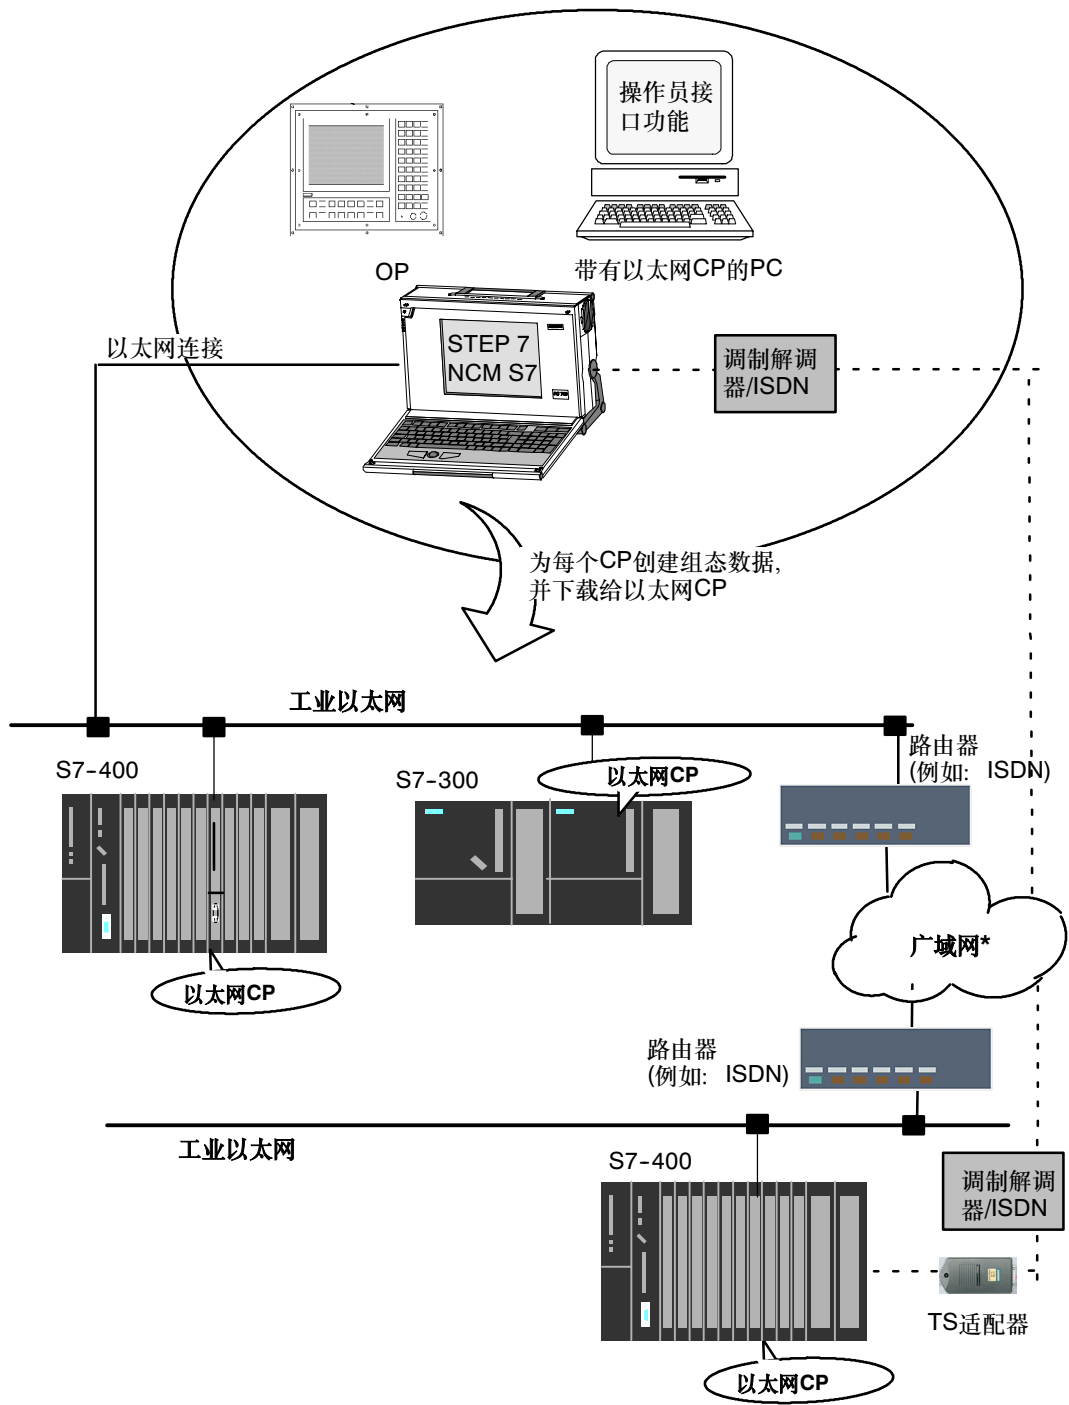 操作员接
口功能
OP
带有以太网CP的PC
以太网连接
STEP 7
NCM S7
调制解调
器/ISDN
为每个CP创建组态数据,
并下载给以太网CP
工业以太网
路由器
(例如: ISDN)
S7-400
S7-300
以太网CP
以太网CP
广域网*
路由器
(例如: ISDN)
工业以太网
S7-400
调制解调
器/ISDN
TS适配器
以太网CP